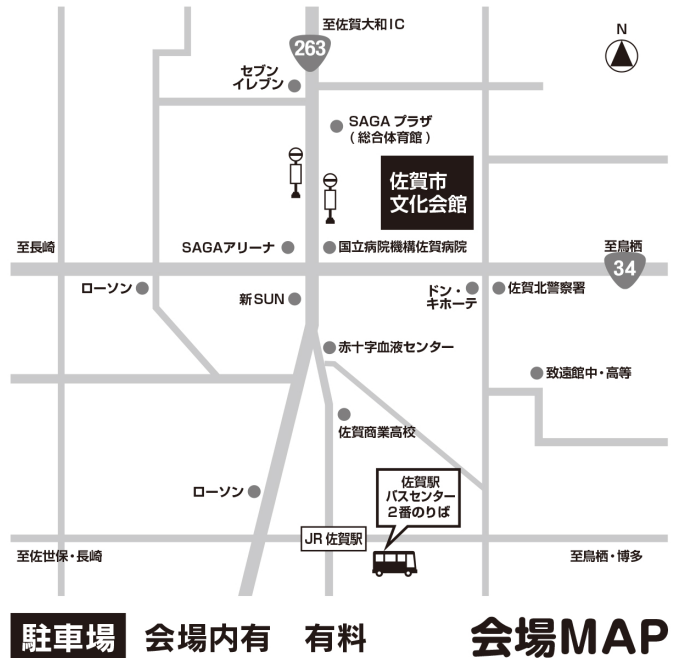 至佐賀大和IC
N
263
セブン
イレブン
SAGA プラザ
(総合体育館)
佐賀市
文化会館
至長崎
SAGAアリーナ
国立病院機構佐賀病院
至鳥栖
34
ローソン
新SUN
ドン・
キホーテ
佐賀北警察署
赤十字血液センター
致遠館中・高等
佐賀商業高校
ローソン
佐賀駅
バスセンター
2番のりば
JR 佐賀駅
至佐世保・長崎
至鳥栖・博多
駐車場 会場内有 有料
会場MAP